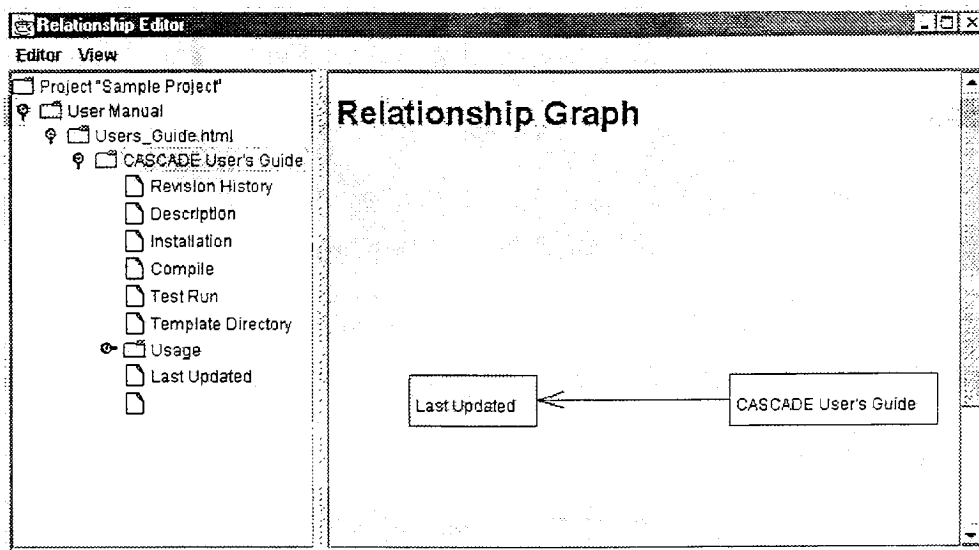 Relationship Editor
Editor View
Project "Sample Project"
User Manual
Users_Guide.html
CASCADE User's Guide
Revision History
Description
Installation
Compile
Test Run
Template Directory
Usage
Last Updated
Relationship Graph
Last Updated
CASCADE User's Guide